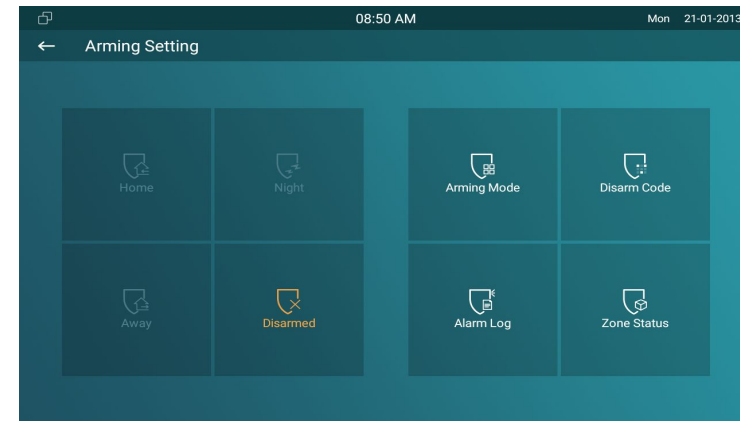 08:50 AM
Mon 21-01-2013
Arming Setting
Home
Night
Arming Mode
Disarm Code
Away
Disarmed
Alarm Log
Zone Status